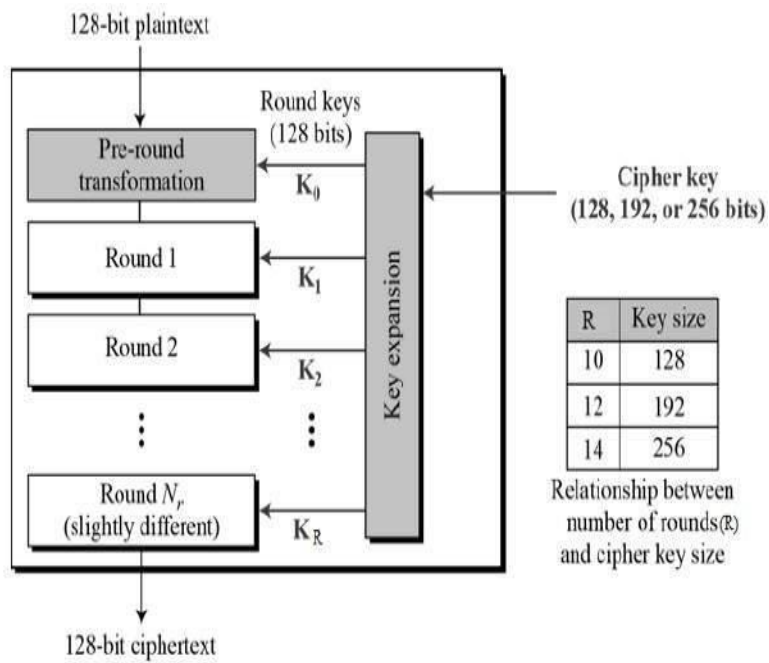 128-bit plaintext
Round keys
(128 bits)
Pre-round
transformation
K0
Cipher key
(128, 192, or 256 bits)
Round 1
K1
Key expansion
Round 2
K2
R Key size
10 128
12 192
14 256
Relationship between
number of rounds(R)
and cipher key size
Round Nr
(slightly different)
KR
128-bit ciphertext